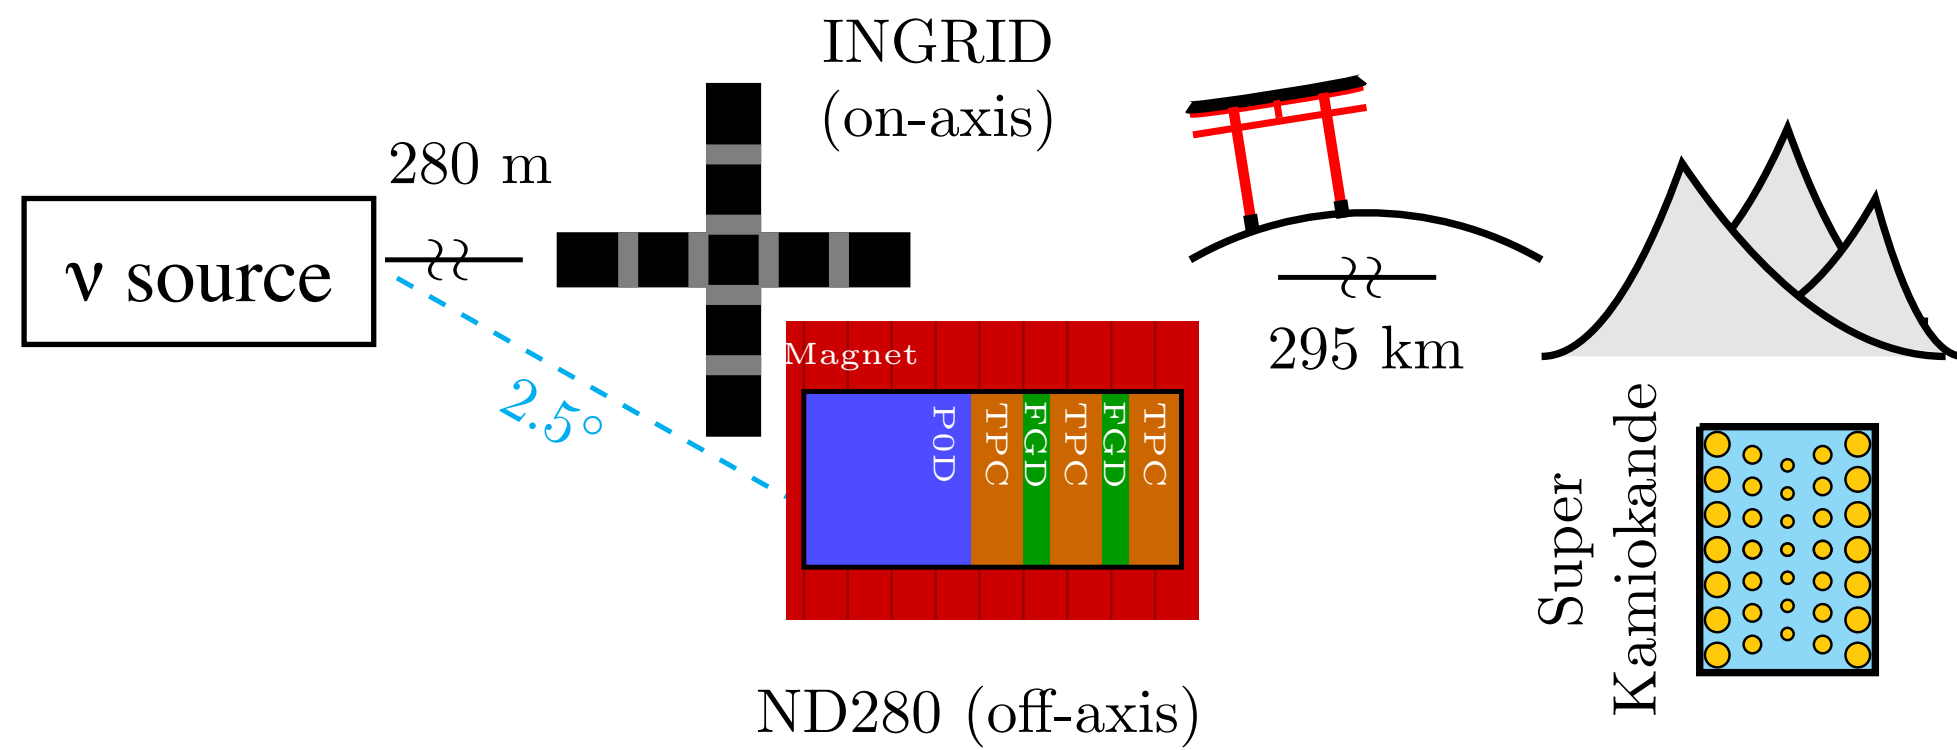 INGRID
(on-axis)
280 m
ν source
2.5°
Magnet
P0D
TPC
FGD
TPC
FGD
TPC
295 km
Super
Kamiokande
ND280 (off-axis)